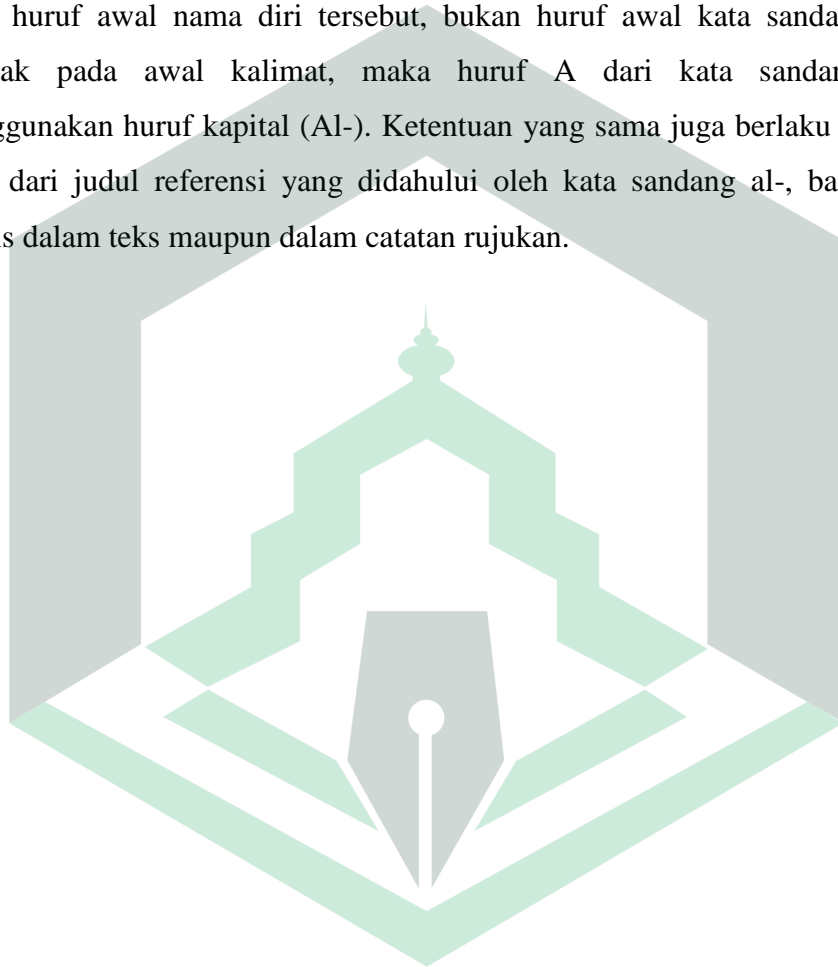 huruf awal nama diri tersebut, bukan huruf awal kata sanda
ak pada awal kalimat, maka huruf A dari kata sandar
ggunakan huruf kapital (Al-). Ketentuan yang sama juga berlaku
dari judul referensi yang didahului oleh kata sandang al-, ba
s dalam teks maupun dalam catatan rujukan.